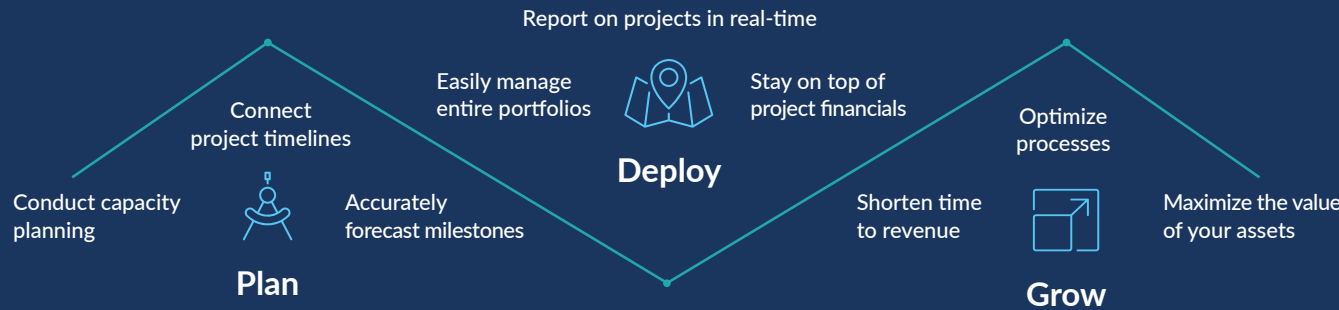 Conduct capacity
planning
Connect
project timelines
Accurately
forecast milestones
Plan
Report on projects in real-time
Easily manage
entire portfolios
Stay on top of
project financials
Deploy
Shorten time
to revenue
Optimize
processes
Maximize the value
of your assets
Grow